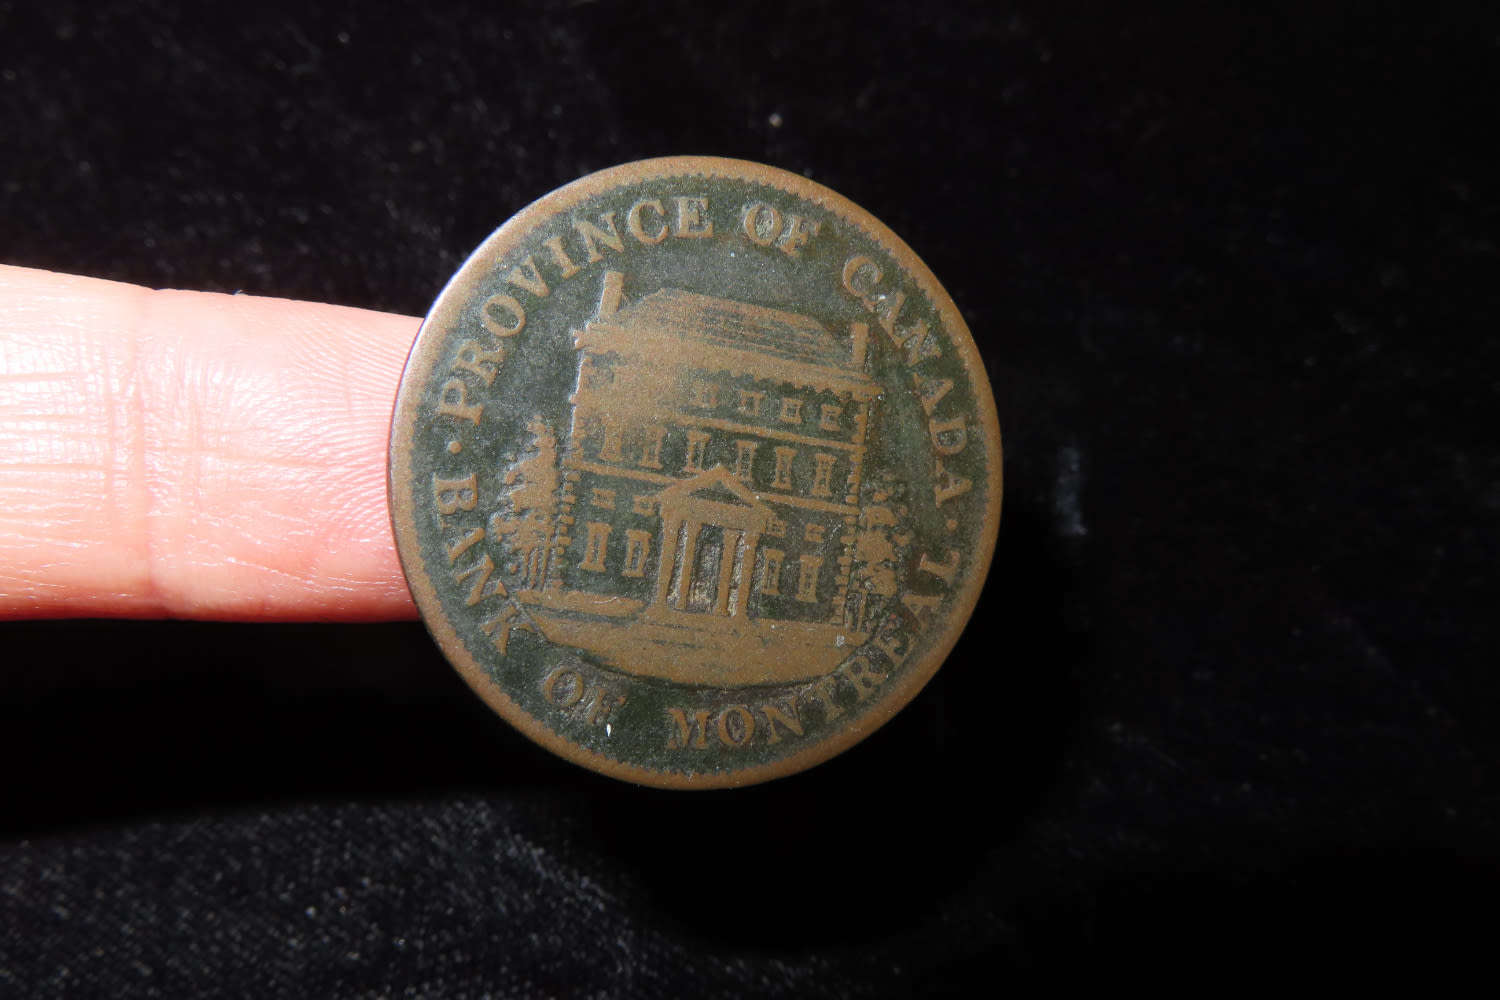 PROVINCE OF CANADA
BANK OF MONTREAL